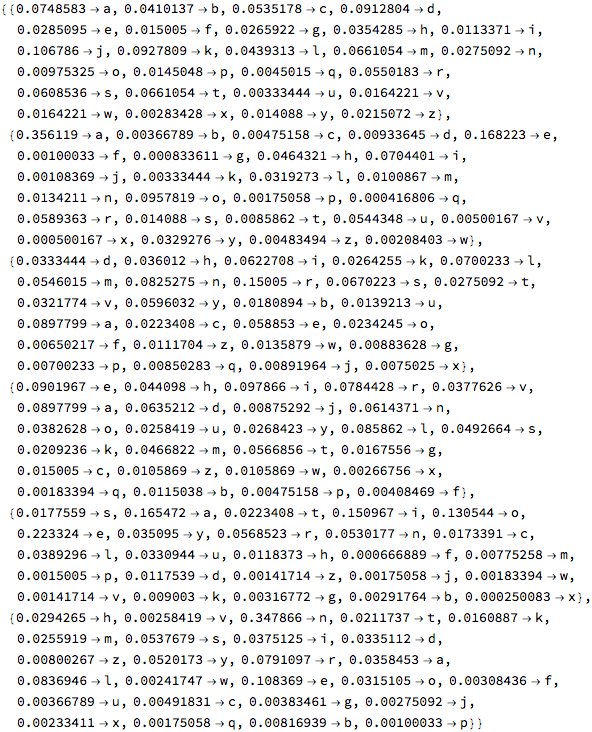 {{0.0748583→a, 0.0410137→b, 0.0535178→c, 0.0912804→d,
0.0285095→e, 0.015005→f, 0.0265922→g, 0.0354285→h, 0.0113371→i,
0.106786→j, 0.0927809→k, 0.0439313→l, 0.0661054→m, 0.0275092→n,
0.00975325→o, 0.0145048→p, 0.0045015→q, 0.0550183→r,
0.0608536→s, 0.0661054→t, 0.00333444→u, 0.0164221→v,
0.0164221→w, 0.00283428→x, 0.014088→y, 0.0215072→z},
{0.356119→a, 0.00366789→b, 0.00475158→c, 0.00933645→d, 0.168223→e,
0.00100033→f, 0.000833611→g, 0.0464321→h, 0.0704401→i,
0.00108369→j, 0.00333444→k, 0.0319273→l, 0.0100867→m,
0.0134211→n, 0.0957819→o, 0.00175058→p, 0.000416806→q,
0.0589363→r, 0.014088→s, 0.0085862→t, 0.0544348→u, 0.00500167→v,
0.000500167→x, 0.0329276→y, 0.00483494→z, 0.00208403→w},
{0.0333444→d, 0.036012→h, 0.0622708→i, 0.0264255→k, 0.0700233→l,
0.0546015→m, 0.0825275→n, 0.15005→r, 0.0670223→s, 0.0275092→t,
0.0321774→v, 0.0596032→y, 0.0180894→b, 0.0139213→u,
0.0897799→a, 0.0223408→c, 0.058853→e, 0.0234245→o,
0.00650217→f, 0.0111704→z, 0.0135879→w, 0.00883628→g,
0.00700233→p, 0.00850283→q, 0.00891964→j, 0.0075025→x},
{0.0901967→e, 0.044098→h, 0.097866→i, 0.0784428→r, 0.0377626→v,
0.0897799→a, 0.0635212→d, 0.00875292→j, 0.0614371→n,
0.0382628→o, 0.0258419→u, 0.0268423→y, 0.085862→l, 0.0492664→s,
0.0209236→k, 0.0466822→m, 0.0566856→t, 0.0167556→g,
0.015005→c, 0.0105869→z, 0.0105869→w, 0.00266756→x,
0.00183394→q, 0.0115038→b, 0.00475158→p, 0.00408469→f},
{0.0177559→s, 0.165472→a, 0.0223408→t, 0.150967→i, 0.130544→o,
0.223324→e, 0.035095→y, 0.0568523→r, 0.0530177→n, 0.0173391→c,
0.0389296→l, 0.0330944→u, 0.0118373→h, 0.000666889→f, 0.00775258→m,
0.0015005→p, 0.0117539→d, 0.00141714→z, 0.00175058→j, 0.00183394→w,
0.00141714→v, 0.009003→k, 0.00316772→g, 0.00291764→b, 0.000250083→x},
{0.0294265→h, 0.00258419→v, 0.347866→n, 0.0211737→t, 0.0160887→k,
0.0255919→m, 0.0537679→s, 0.0375125→i, 0.0335112→d,
0.00800267→z, 0.0520173→y, 0.0791097→r, 0.0358453→a,
0.0836946→l, 0.00241747→w, 0.108369→e, 0.0315105→o, 0.00308436→f,
0.00366789→u, 0.00491831→c, 0.00383461→g, 0.00275092→j,
0.00233411→x, 0.00175058→q, 0.00816939→b, 0.00100033→p}}